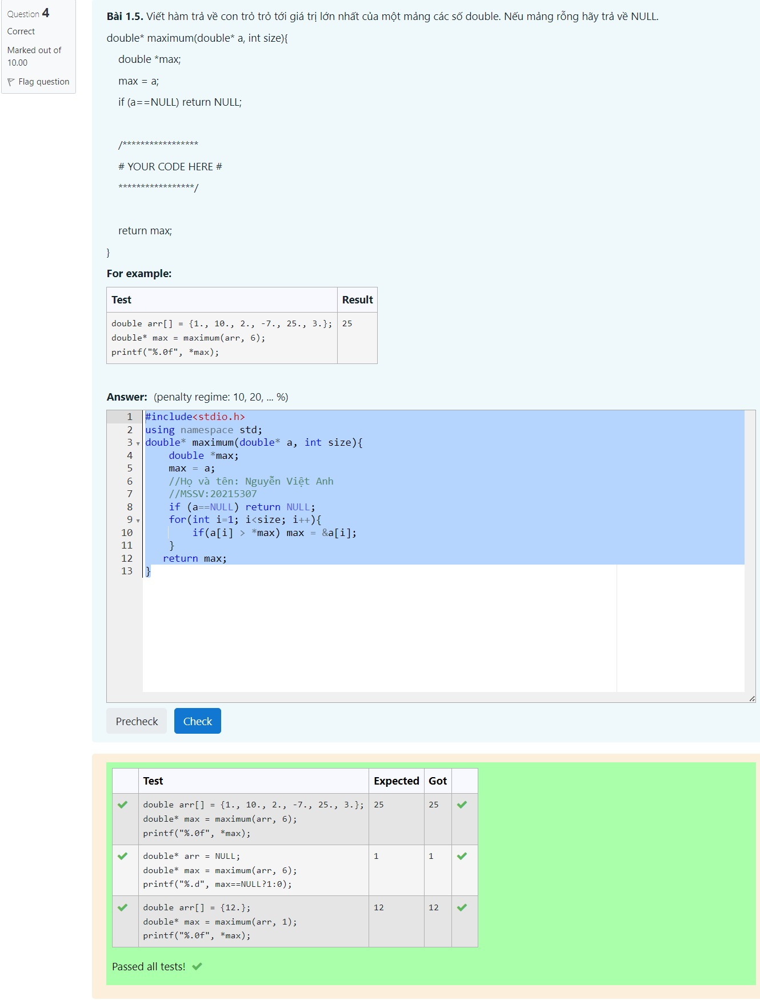 Question 4
Correct
Marked out of
10.00
Flag question
Bài 1.5. Viết hàm trả về con trỏ trỏ tới giá trị lớn nhất của một mảng các số double. Nếu mảng rỗng hãy trả về NULL.
double* maximum(double* a, int size){
double *max;
max = a;
if (a==NULL) return NULL;
/*****************
# YOUR CODE HERE #
*****************/
return max;
}
For example:
Test Result
double arr[] = {1., 10., 2., -7., 25., 3.}; 25
double* max = maximum(arr, 6);
printf("%.0f", *max);
Answer: (penalty regime: 10, 20, ... %)
1 #include<stdio.h>
2 using namespace std;
3 double* maximum(double* a, int size){
4 double *max;
5 max = a;
6 //Họ và tên: Nguyễn Việt Anh
7 //MSSV:20215307
8 if (a==NULL) return NULL;
9 for(int i=1; i<size; i++){
10 if(a[i] > *max) max = &a[i];
11 }
12 return max;
13 }
Precheck Check
Test Expected Got
double arr[] = {1., 10., 2., -7., 25., 3.}; 25 25
double* max = maximum(arr, 6);
printf("%.0f", *max);
double* arr = NULL; 1 1
double* max = maximum(arr, 6);
printf("%.d", max==NULL?1:0);
double arr[] = {12.}; 12 12
double* max = maximum(arr, 1);
printf("%.0f", *max);
Passed all tests!